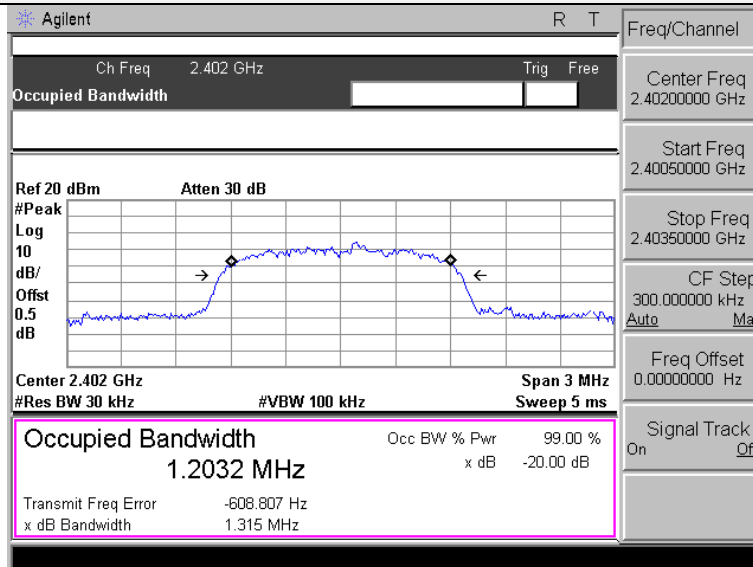 Agilent R T
Ch Freq 2.402 GHz Trig Free
Occupied Bandwidth
Ref 20 dBm Atten 30 dB
#Peak
Log
10
dB/
Offst
0.5
dB
Center 2.402 GHz Span 3 MHz
#Res BW 30 kHz #VBW 100 kHz Sweep 5 ms
Occupied Bandwidth Occ BW % Pwr 99.00 %
1.2032 MHz x dB -20.00 dB
Transmit Freq Error -608.807 Hz
x dB Bandwidth 1.315 MHz
Freq/Channel
Center Freq
2.40200000 GHz
Start Freq
2.40050000 GHz
Stop Freq
2.40350000 GHz
CF Step
300.000000 kHz
Auto Ma
Freq Offset
0.00000000 Hz
Signal Track
On Of